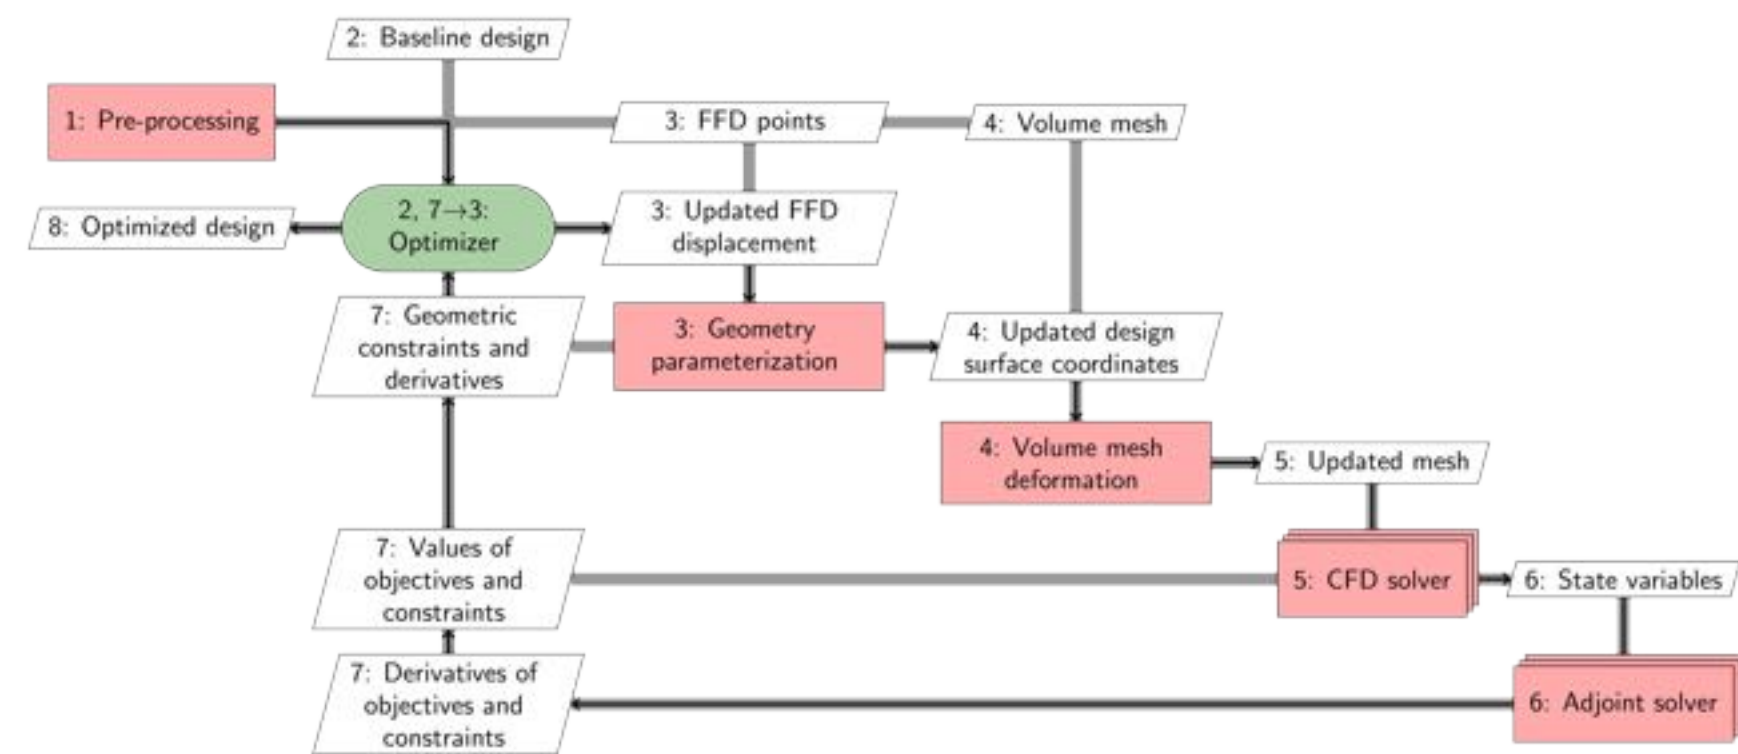 2: Baseline design
1: Pre-processing
3: FFD points
4: Volume mesh
8: Optimized design
2, 7→3:
Optimizer
3: Updated FFD
displacement
7: Geometric
constraints and
derivatives
3: Geometry
parameterization
4: Updated design
surface coordinates
4: Volume mesh
deformation
5: Updated mesh
7: Values of
objectives and
constraints
5: CFD solver
6: State variables
7: Derivatives of
objectives and
constraints
6: Adjoint solver